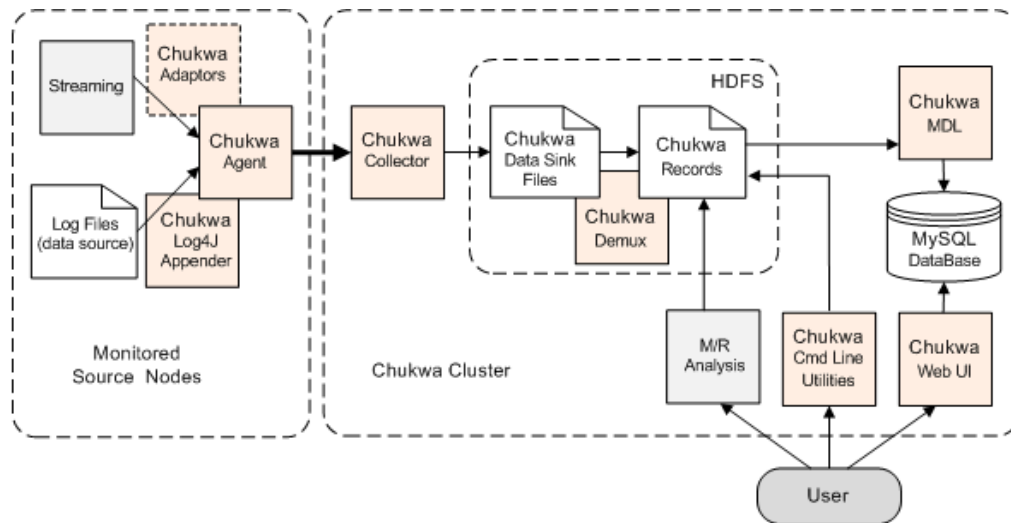 Streaming
Chukwa
Adaptors
Chukwa
Agent
Log Files
(data source)
Chukwa
Log4J
Appender
Monitored
Source Nodes
Chukwa
Collector
HDFS
Chukwa
Data Sink
Files
Chukwa
Records
Chukwa
Demux
Chukwa
MDL
MySQL
DataBase
M/R
Analysis
Chukwa
Cmd Line
Utilities
Chukwa
Web UI
Chukwa Cluster
User